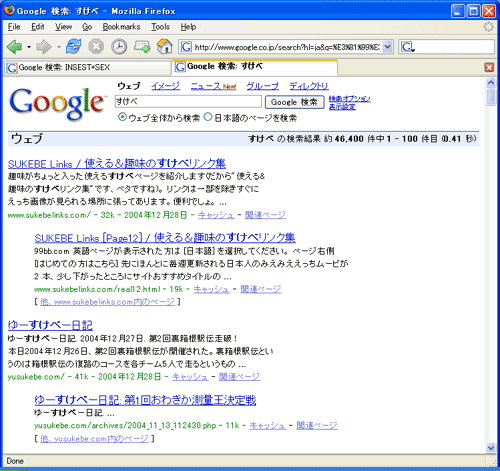 Google 検索: すけべ - Mozilla Firefox
File Edit View Go Bookmarks Tools Help
http://www.google.co.jp/search?hl=ja&q=%E3%81%99%E3
Google 検索: INSEST+SEX
Google 検索: すけべ
Google
ウェブ イメージ ニュース New! グループ ディレクトリ
すけべ
Google 検索
検索オプション
表示設定
ウェブ全体から検索 日本語のページを検索
ウェブ
すけべ の検索結果 約 46,400 件中 1 - 100 件目 (0.41 秒)
SUKEBE Links / 使える&趣味のすけべリンク集
趣味がちょっと入った使えるすけべページを紹介しますだから"使える&
趣味のすけべリンク集"です、ベタですね)。リンクは一部を除きすぐに
えっち画像が見られる場所に張ってあります。便利でしょ。 ...
www.sukebelinks.com/ - 32k - 2004年12月28日 - キャッシュ - 関連ページ
SUKEBE Links [Page12] / 使える&趣味のすけべリンク集
99bb.com 英語ページが表示された方は [日本語] を選択してください。 ページ右側
[はじめての方はこちら] 先にほんとに毎週更新される日本人のみえみええっちムービが
2 本、少し下がったところにサイトおすすめタイトルの ...
www.sukebelinks.com/real12.html - 19k - キャッシュ - 関連ページ
[ 他、www.sukebelinks.com内のページ ]
ゆーすけべー日記
ゆーすけべー日記. 2004年12月27日. 第2回裏箱根駅伝走破!
本日2004年12月26日、第2回裏箱根駅伝が開催された。 裏箱根駅伝とい
うのは箱根駅伝の復路のコースを各チーム5人で走るというもの ...
yusukebe.com/ - 41k - 2004年12月28日 - キャッシュ - 関連ページ
ゆーすけべー日記: 第1回おわきか測量王決定戦
ゆーすけべー日記. ...
yusukebe.com/archives/2004_11_13_112430.php - 11k - キャッシュ - 関連ページ
[ 他、yusukebe.com内のページ ]
Done